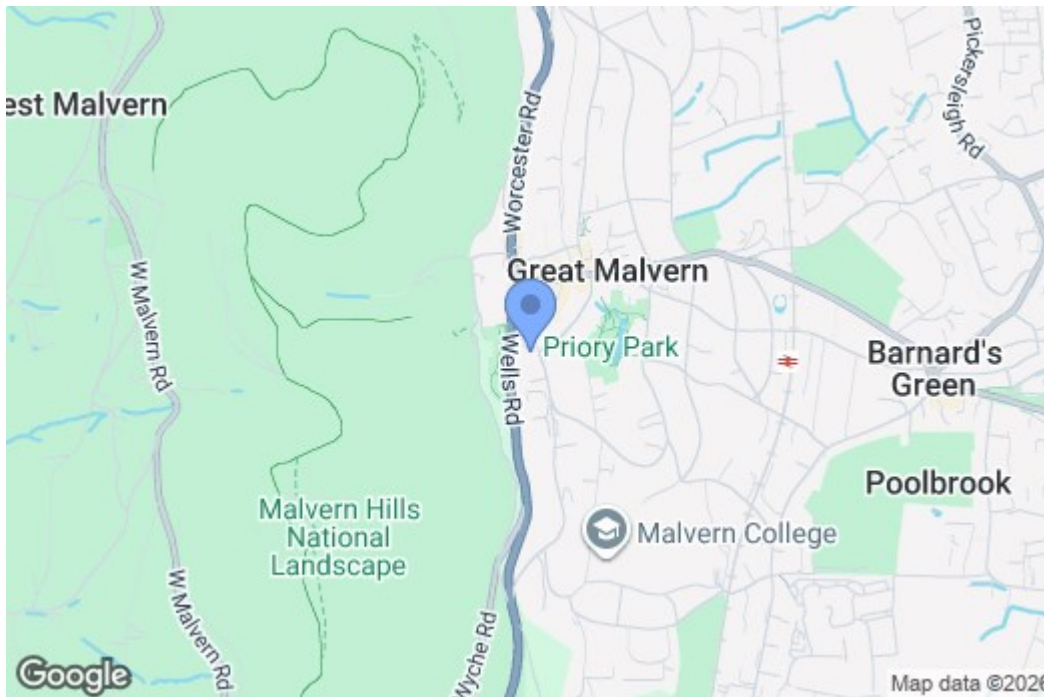 est Malvern
Pickersleigh Rd
Worcester Rd
Great Malvern
W Malvern Rd
Wells Rd
Priory Park
Barnard's
Green
Poolbrook
Malvern Hills
National
Landscape
Malvern College
W Malvern Rd
Wyche Rd
Google
Map data ©2026